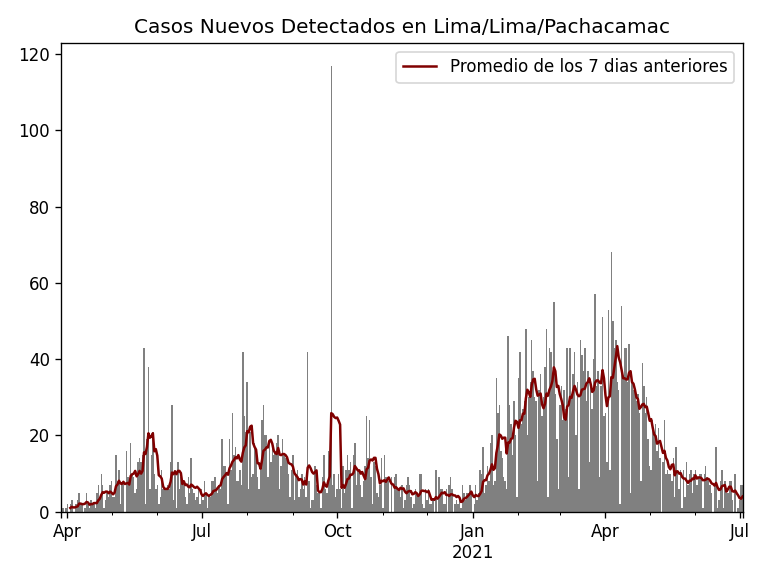 Casos Nuevos Detectados en Lima/Lima/Pachacamac
Promedio de los 7 dias anteriores
120
100
80
60
40
20
0
Apr Jul Oct Jan Apr Jul
2021